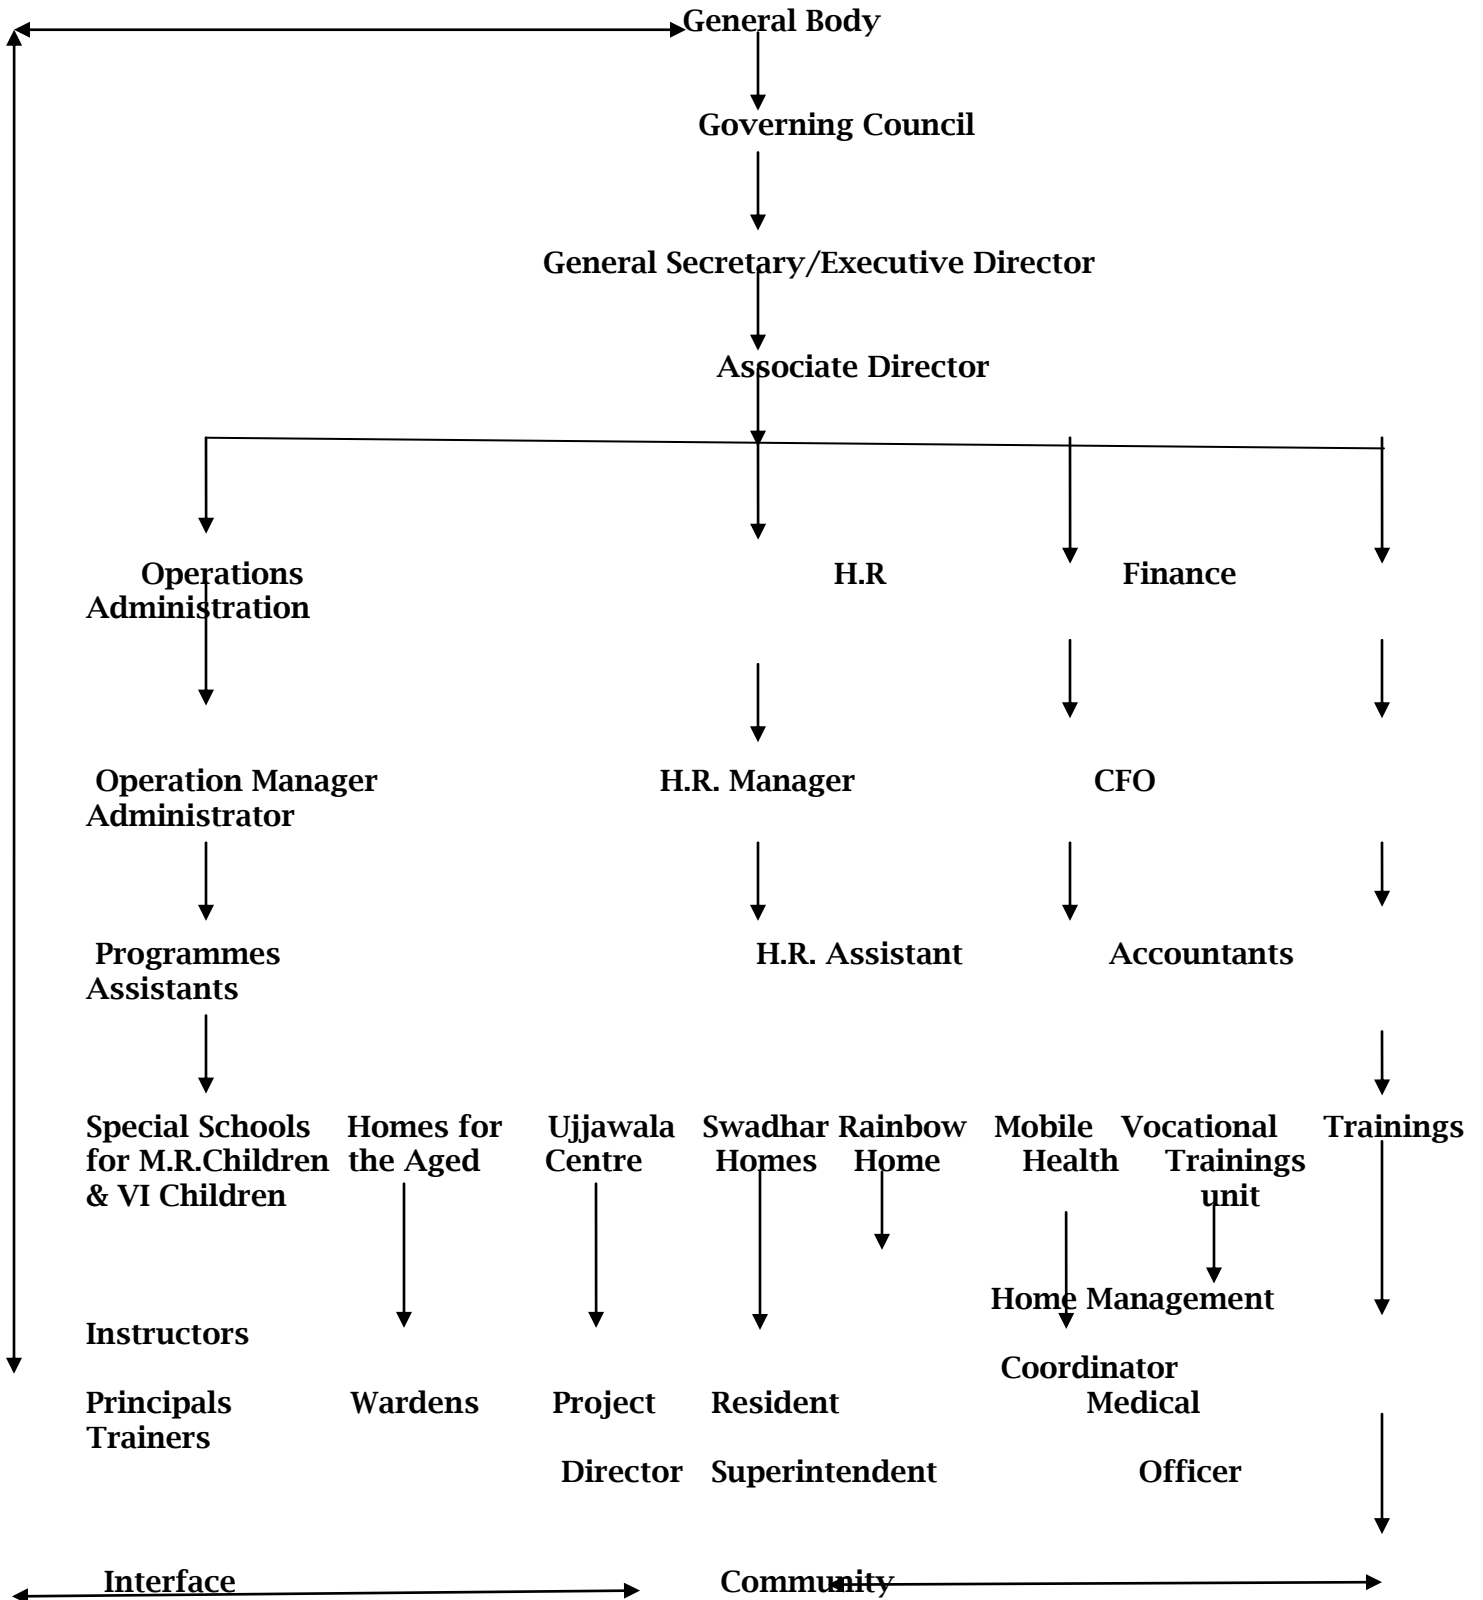 General Body
Governing Council
General Secretary/Executive Director
Associate Director
Operations H.R Finance
Administration
Operation Manager H.R. Manager CFO
Administrator
Programmes H.R. Assistant Accountants
Assistants
Special Schools Homes for Ujjawala Swadhar Rainbow Mobile Vocational Trainings
for M.R.Children the Aged Centre Homes Home Health Trainings
& VI Children unit
Home Management
Instructors
Coordinator
Principals Wardens Project Resident Medical
Trainers
Director Superintendent Officer
Interface Community